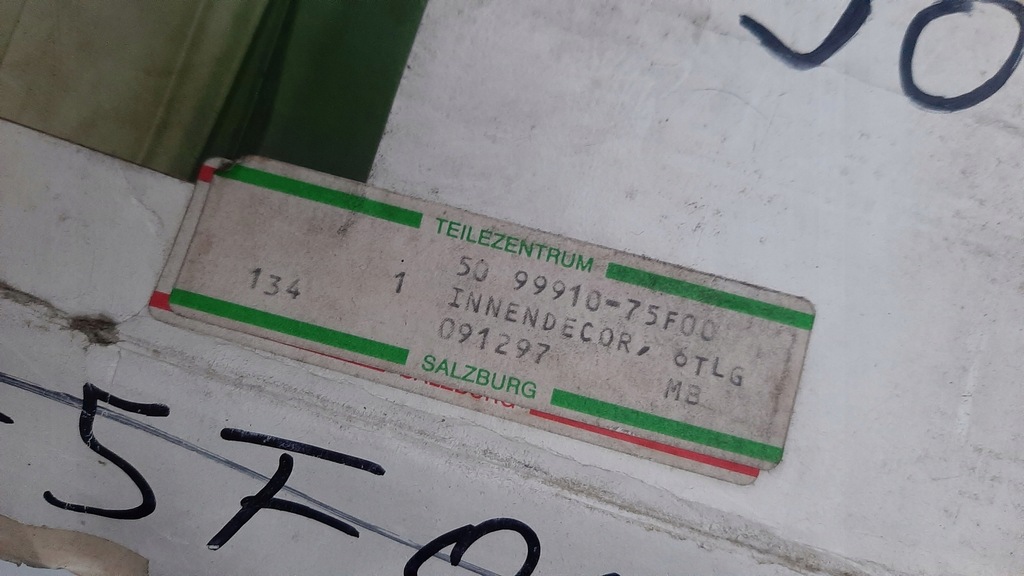 TEILEZENTRUM
50 99910-75F00
134 1 INNENDECOR, 6TLG
091297 MB
SALZBURG